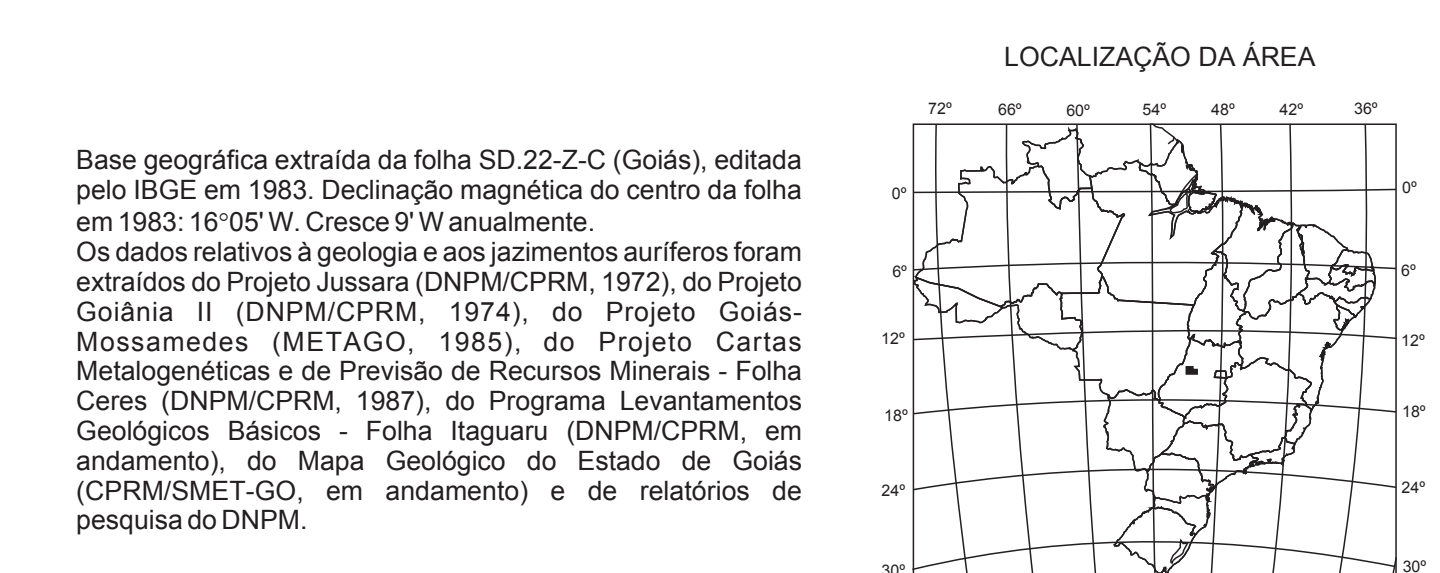 LOCALIZAÇÃO DA ÁREA
72º 66º 60º 54º 48º 42º 36º
Base geográfica extraída da folha SD.22-Z-C (Goiás), editada
pelo IBGE em 1983. Declinação magnética do centro da folha
em 1983: 16°05' W. Cresce 9' W anualmente.
Os dados relativos à geologia e aos jazimentos auríferos foram
extraídos do Projeto Jussara (DNPM/CPRM, 1972), do Projeto
Goiânia II (DNPM/CPRM, 1974), do Projeto Goiás-
Mossamedes (METAGO, 1985), do Projeto Cartas
Metalogenéticas e de Previsão de Recursos Minerais - Folha
Ceres (DNPM/CPRM, 1987), do Programa Levantamentos
Geológicos Básicos - Folha Itaguaru (DNPM/CPRM, em
andamento), do Mapa Geológico do Estado de Goiás
(CPRM/SMET-GO, em andamento) e de relatórios de
pesquisa do DNPM.
0º 0º
6º 6º
12º 12º
18º 18º
24º 24º
30º 30º